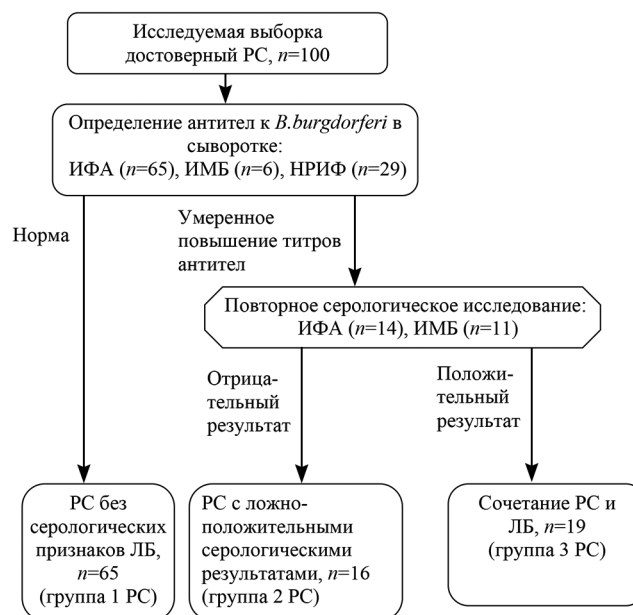 Исследуемая выборка
достоверный РС, n=100
Определение антител к B.burgdorferi в
сыворотке:
ИФА (n=65), ИМБ (n=6), НРИФ (n=29)
Норма
Умеренное
повышение титров
антител
Повторное серологическое исследование:
ИФА (n=14), ИМБ (n=11)
Отрица-
тельный
результат
Положи-
тельный
результат
РС без
серологических
признаков ЛБ,
n=65
(группа 1 РС)
РС с ложно-
положительными
серологическими
результатами, n=16
(группа 2 РС)
Сочетание РС и
ЛБ, n=19
(группа 3 РС)